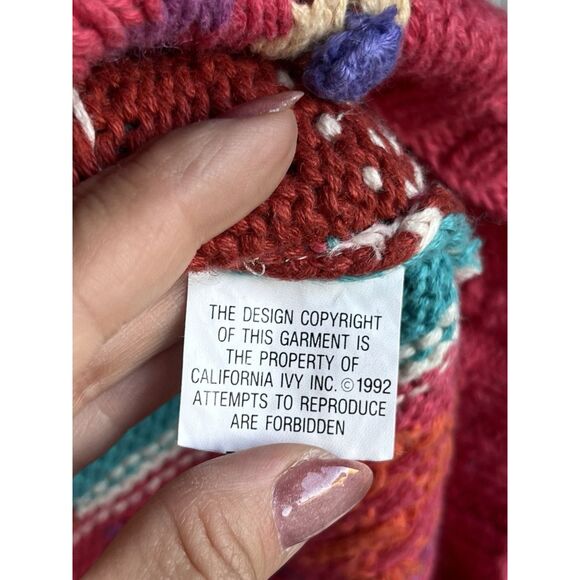 THE DESIGN COPYRIGHT
OF THIS GARMENT IS
THE PROPERTY OF
CALIFORNIA IVY INC. © 1992
ATTEMPTS TO REPRODUCE
ARE FORBIDDEN